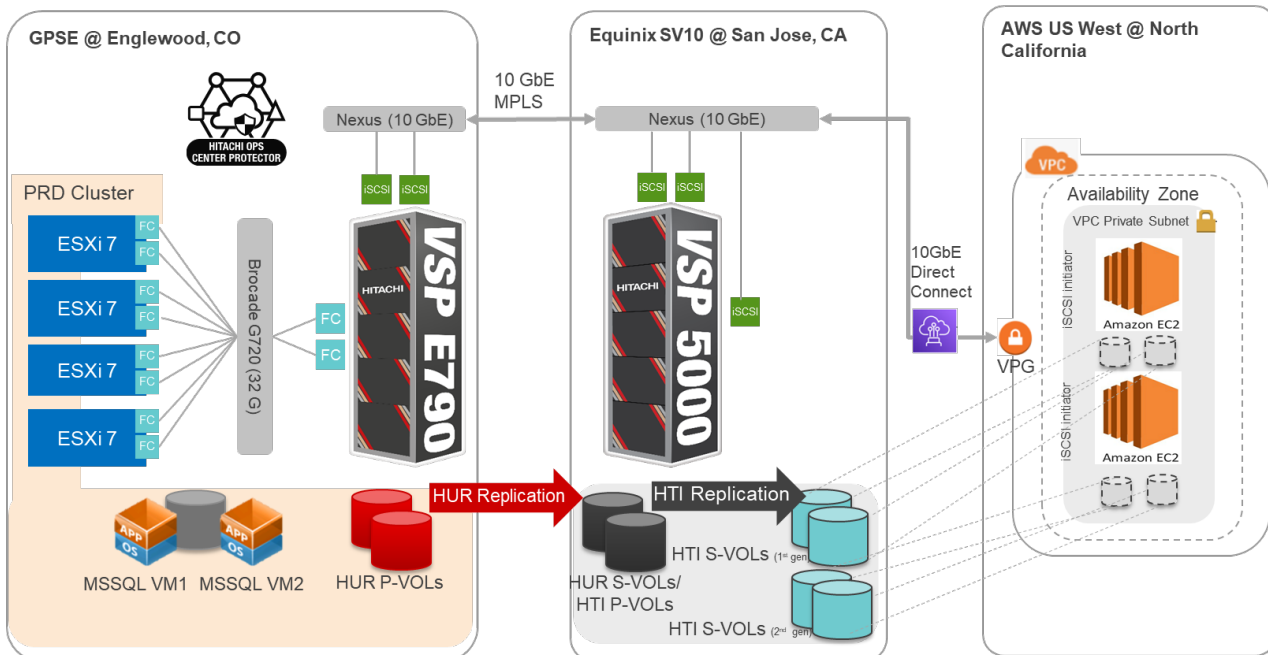 GPSE @ Englewood, CO
HITACHI OPS
CENTER PROTECTOR
Nexus (10 GbE)
iSCSI
iSCSI
PRD Cluster
ESXi 7
FC
FC
ESXi 7
FC
FC
ESXi 7
FC
FC
ESXi 7
FC
FC
Brocade G720 (32 G)
FC
FC
HITACHI
VSP E790
APP
OS
APP
OS
MSSQL VM1
MSSQL VM2
HUR P-VOLs
HUR Replication
10 GbE
MPLS
Equinix SV10 @ San Jose, CA
Nexus (10 GbE)
iSCSI
iSCSI
iSCSI
HITACHI
VSP 5000
HTI Replication
HUR S-VOLs/
HTI P-VOLs
HTI S-VOLs (1st gen)
HTI S-VOLs (2nd gen)
10GbE
Direct
Connect
AWS US West @ North
California
VPG
VPC
Availability Zone
VPC Private Subnet
iSCSI initiator
Amazon EC2
iSCSI initiator
Amazon EC2